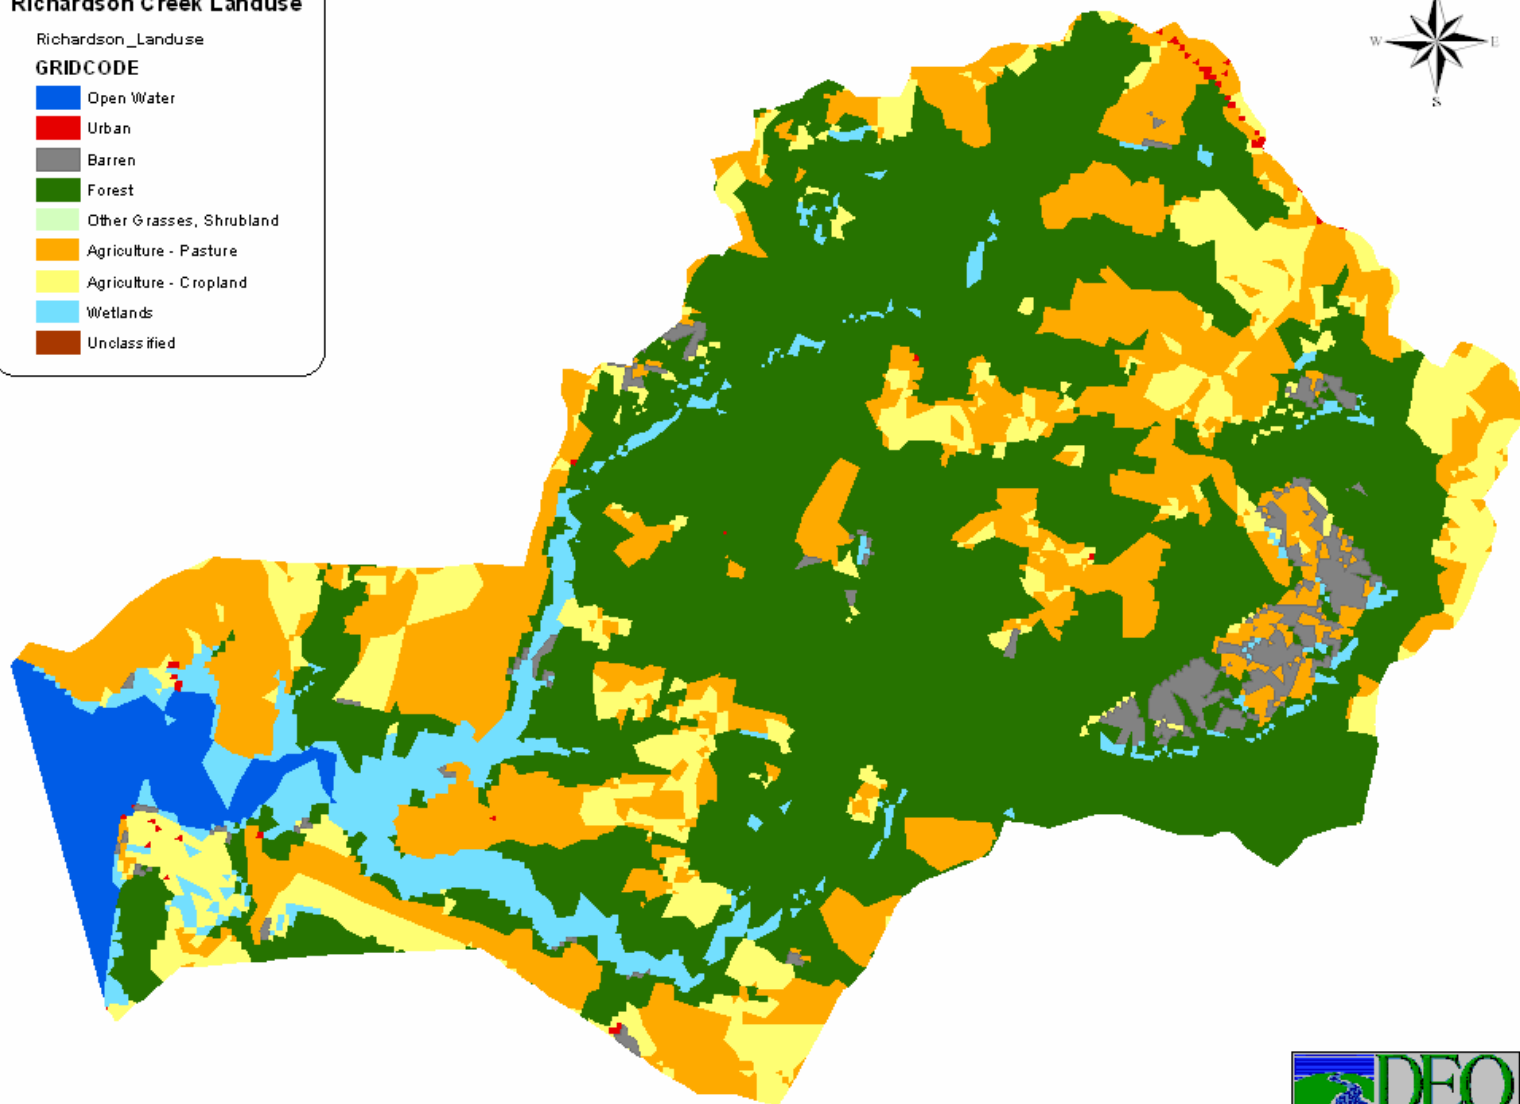 Richardson Creek Landuse
Richardson_Landuse
GRIDCODE
Open Water
Urban
Barren
Forest
Other Grasses, Shrubland
Agriculture - Pasture
Agriculture - Cropland
Wetlands
Unclassified
W E
S
DEQ